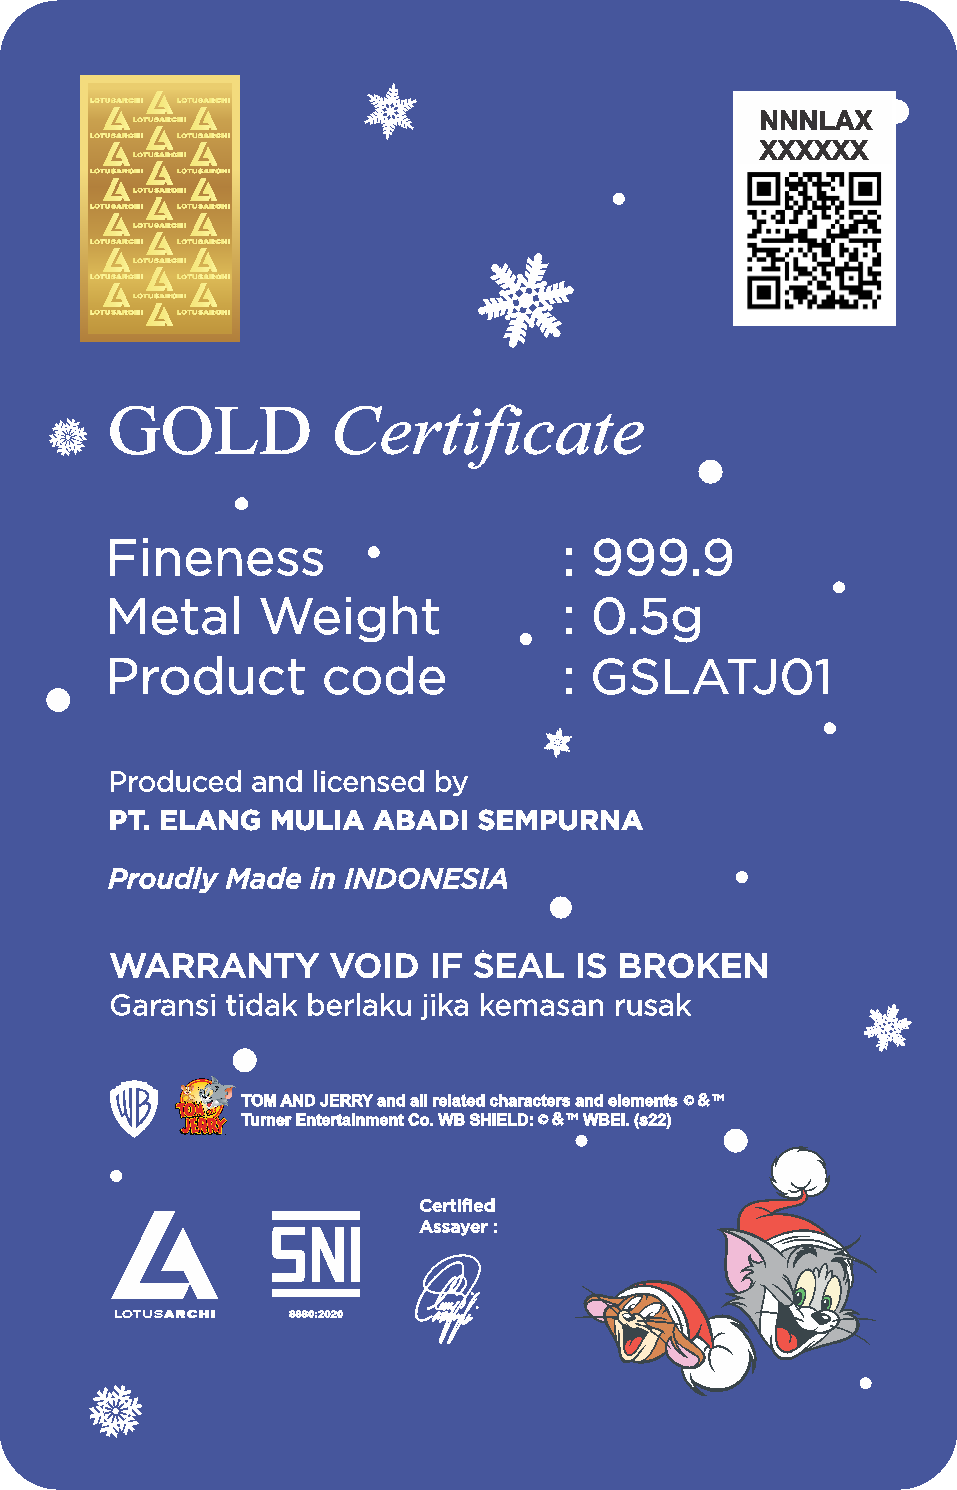 LOTUSARCHI
NNNLAX
XXXXXX
GOLD Certificate
Fineness : 999.9
Metal Weight : 0.5g
Product code : GSLATJ01
Produced and licensed by
PT. ELANG MULIA ABADI SEMPURNA
Proudly Made in INDONESIA
WARRANTY VOID IF SEAL IS BROKEN
Garansi tidak berlaku jika kemasan rusak
WB
TOM and JERRY
TOM AND JERRY and all related characters and elements © & ™
Turner Entertainment Co. WB SHIELD: © & ™ WBEI. (s22)
Certified
Assayer :
LA
SNI
LOTUSARCHI
8880:2020